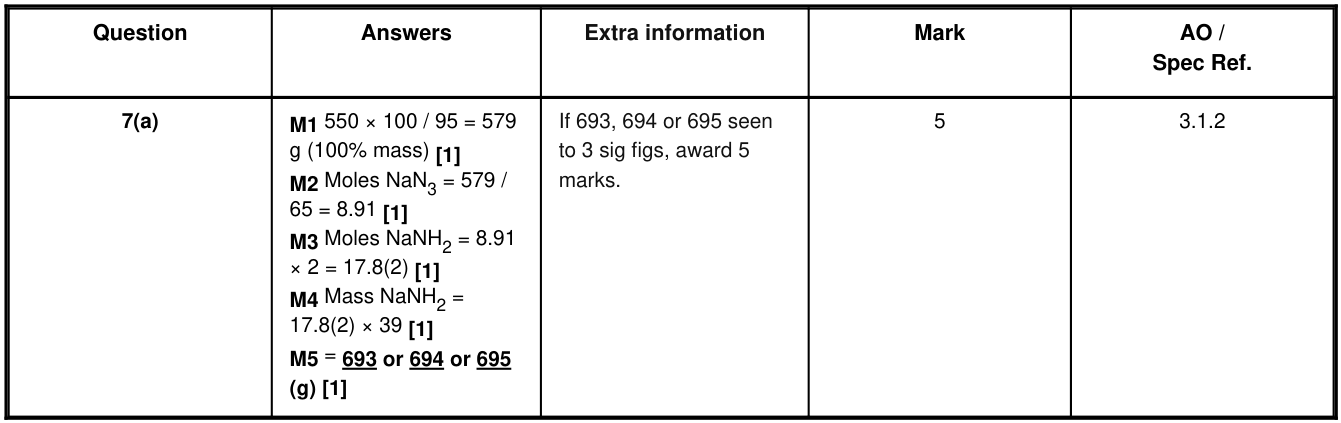 Question
Answers
Extra information
Mark
AO /
Spec Ref.
7(a)
M1 550 × 100 / 95 = 579
g (100% mass) [1]
M2 Moles NaN3 = 579 /
65 = 8.91 [1]
M3 Moles NaNH2 = 8.91
× 2 = 17.8(2) [1]
M4 Mass NaNH2 =
17.8(2) × 39 [1]
M5 = 693 or 694 or 695
(g) [1]
If 693, 694 or 695 seen
to 3 sig figs, award 5
marks.
5
3.1.2